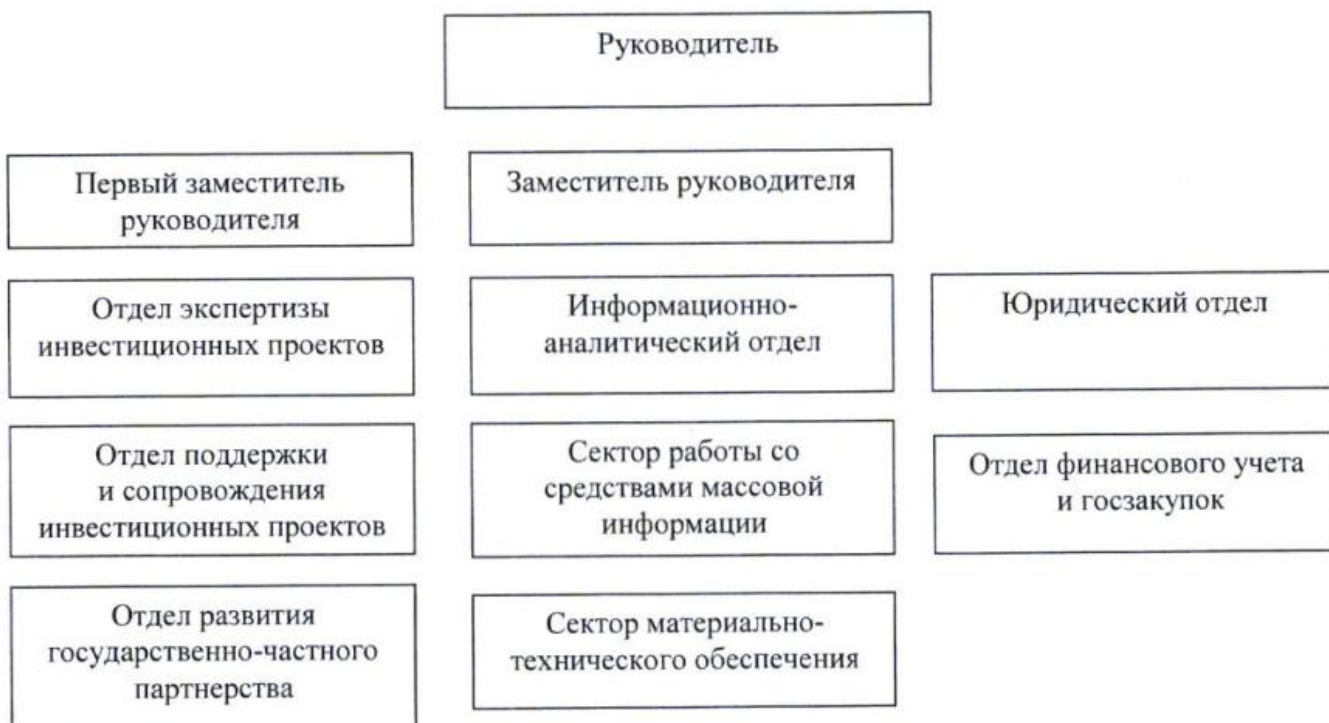 Руководитель
Первый заместитель
руководителя
Заместитель руководителя
Отдел экспертизы
инвестиционных проектов
Информационно-
аналитический отдел
Юридический отдел
Отдел поддержки
и сопровождения
инвестиционных проектов
Сектор работы со
средствами массовой
информации
Отдел финансового учета
и госзакупок
Отдел развития
государственно-частного
партнерства
Сектор материально-
технического обеспечения